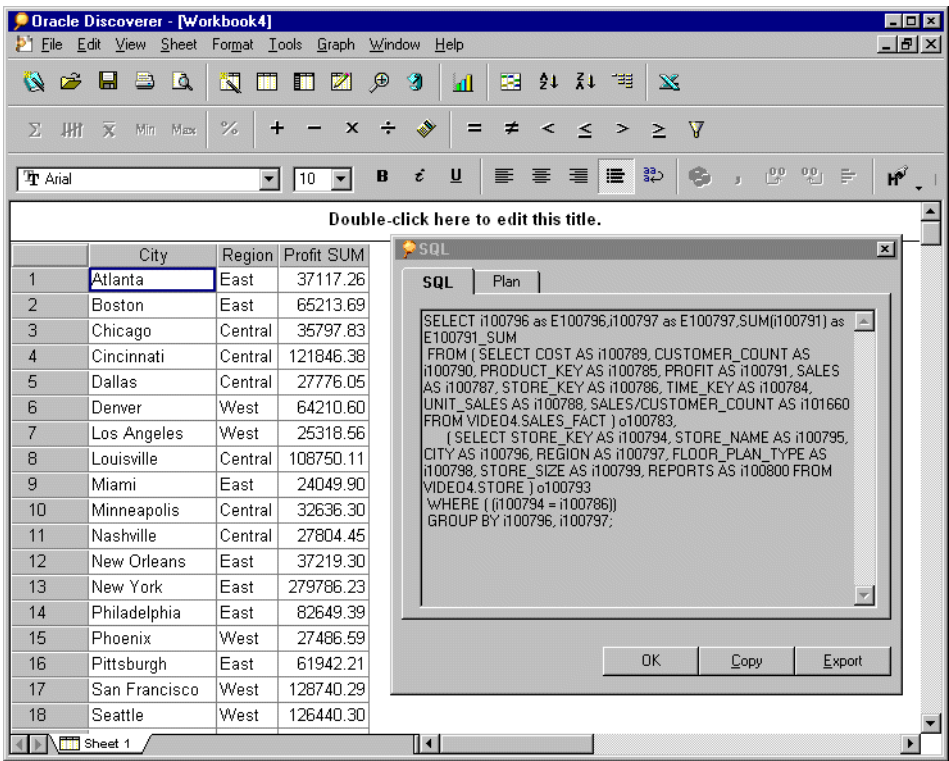 Oracle Discoverer - [Workbook4]
File Edit View Sheet Format Tools Graph Window Help
Σ X Min Max % + − × ÷ = ≠ < ≤ > ≥
Arial 10 B i U
Double-click here to edit this title.
City Region Profit SUM
1 Atlanta East 37117.26
2 Boston East 65213.69
3 Chicago Central 35797.83
4 Cincinnati Central 121846.38
5 Dallas Central 27776.05
6 Denver West 64210.60
7 Los Angeles West 25318.56
8 Louisville Central 108750.11
9 Miami East 24049.90
10 Minneapolis Central 32636.30
11 Nashville Central 27804.45
12 New Orleans East 37219.30
13 New York East 279786.23
14 Philadelphia East 82649.39
15 Phoenix West 27486.59
16 Pittsburgh East 61942.21
17 San Francisco West 128740.29
18 Seattle West 126440.30
Sheet 1
SQL
SQL Plan
SELECT i100796 as E100796,i100797 as E100797,SUM(i100791) as
E100791_SUM
FROM ( SELECT COST AS i100789, CUSTOMER_COUNT AS
i100790, PRODUCT_KEY AS i100785, PROFIT AS i100791, SALES
AS i100787, STORE_KEY AS i100786, TIME_KEY AS i100784,
UNIT_SALES AS i100788, SALES/CUSTOMER_COUNT AS i101660
FROM VIDEO4.SALES_FACT ) o100783,
( SELECT STORE_KEY AS i100794, STORE_NAME AS i100795,
CITY AS i100796, REGION AS i100797, FLOOR_PLAN_TYPE AS
i100798, STORE_SIZE AS i100799, REPORTS AS i100800 FROM
VIDEO4.STORE ) o100793
WHERE ( (i100794 = i100786))
GROUP BY i100796, i100797;
OK Copy Export